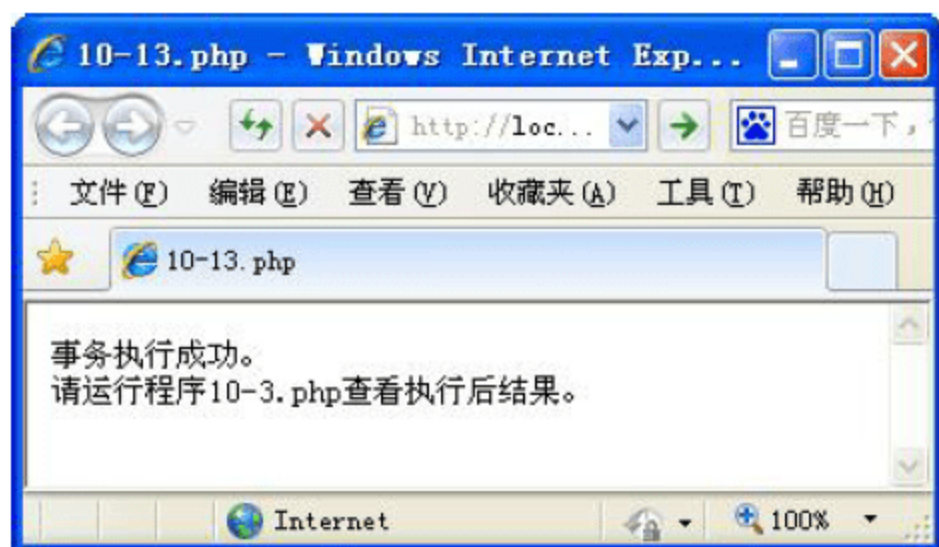 10-13.php - Windows Internet Exp...
http://loc...
百度一下，
文件(F) 编辑(E) 查看(V) 收藏夹(A) 工具(T) 帮助(H)
10-13.php
事务执行成功。
请运行程序10-3.php查看执行后结果。
Internet 100%